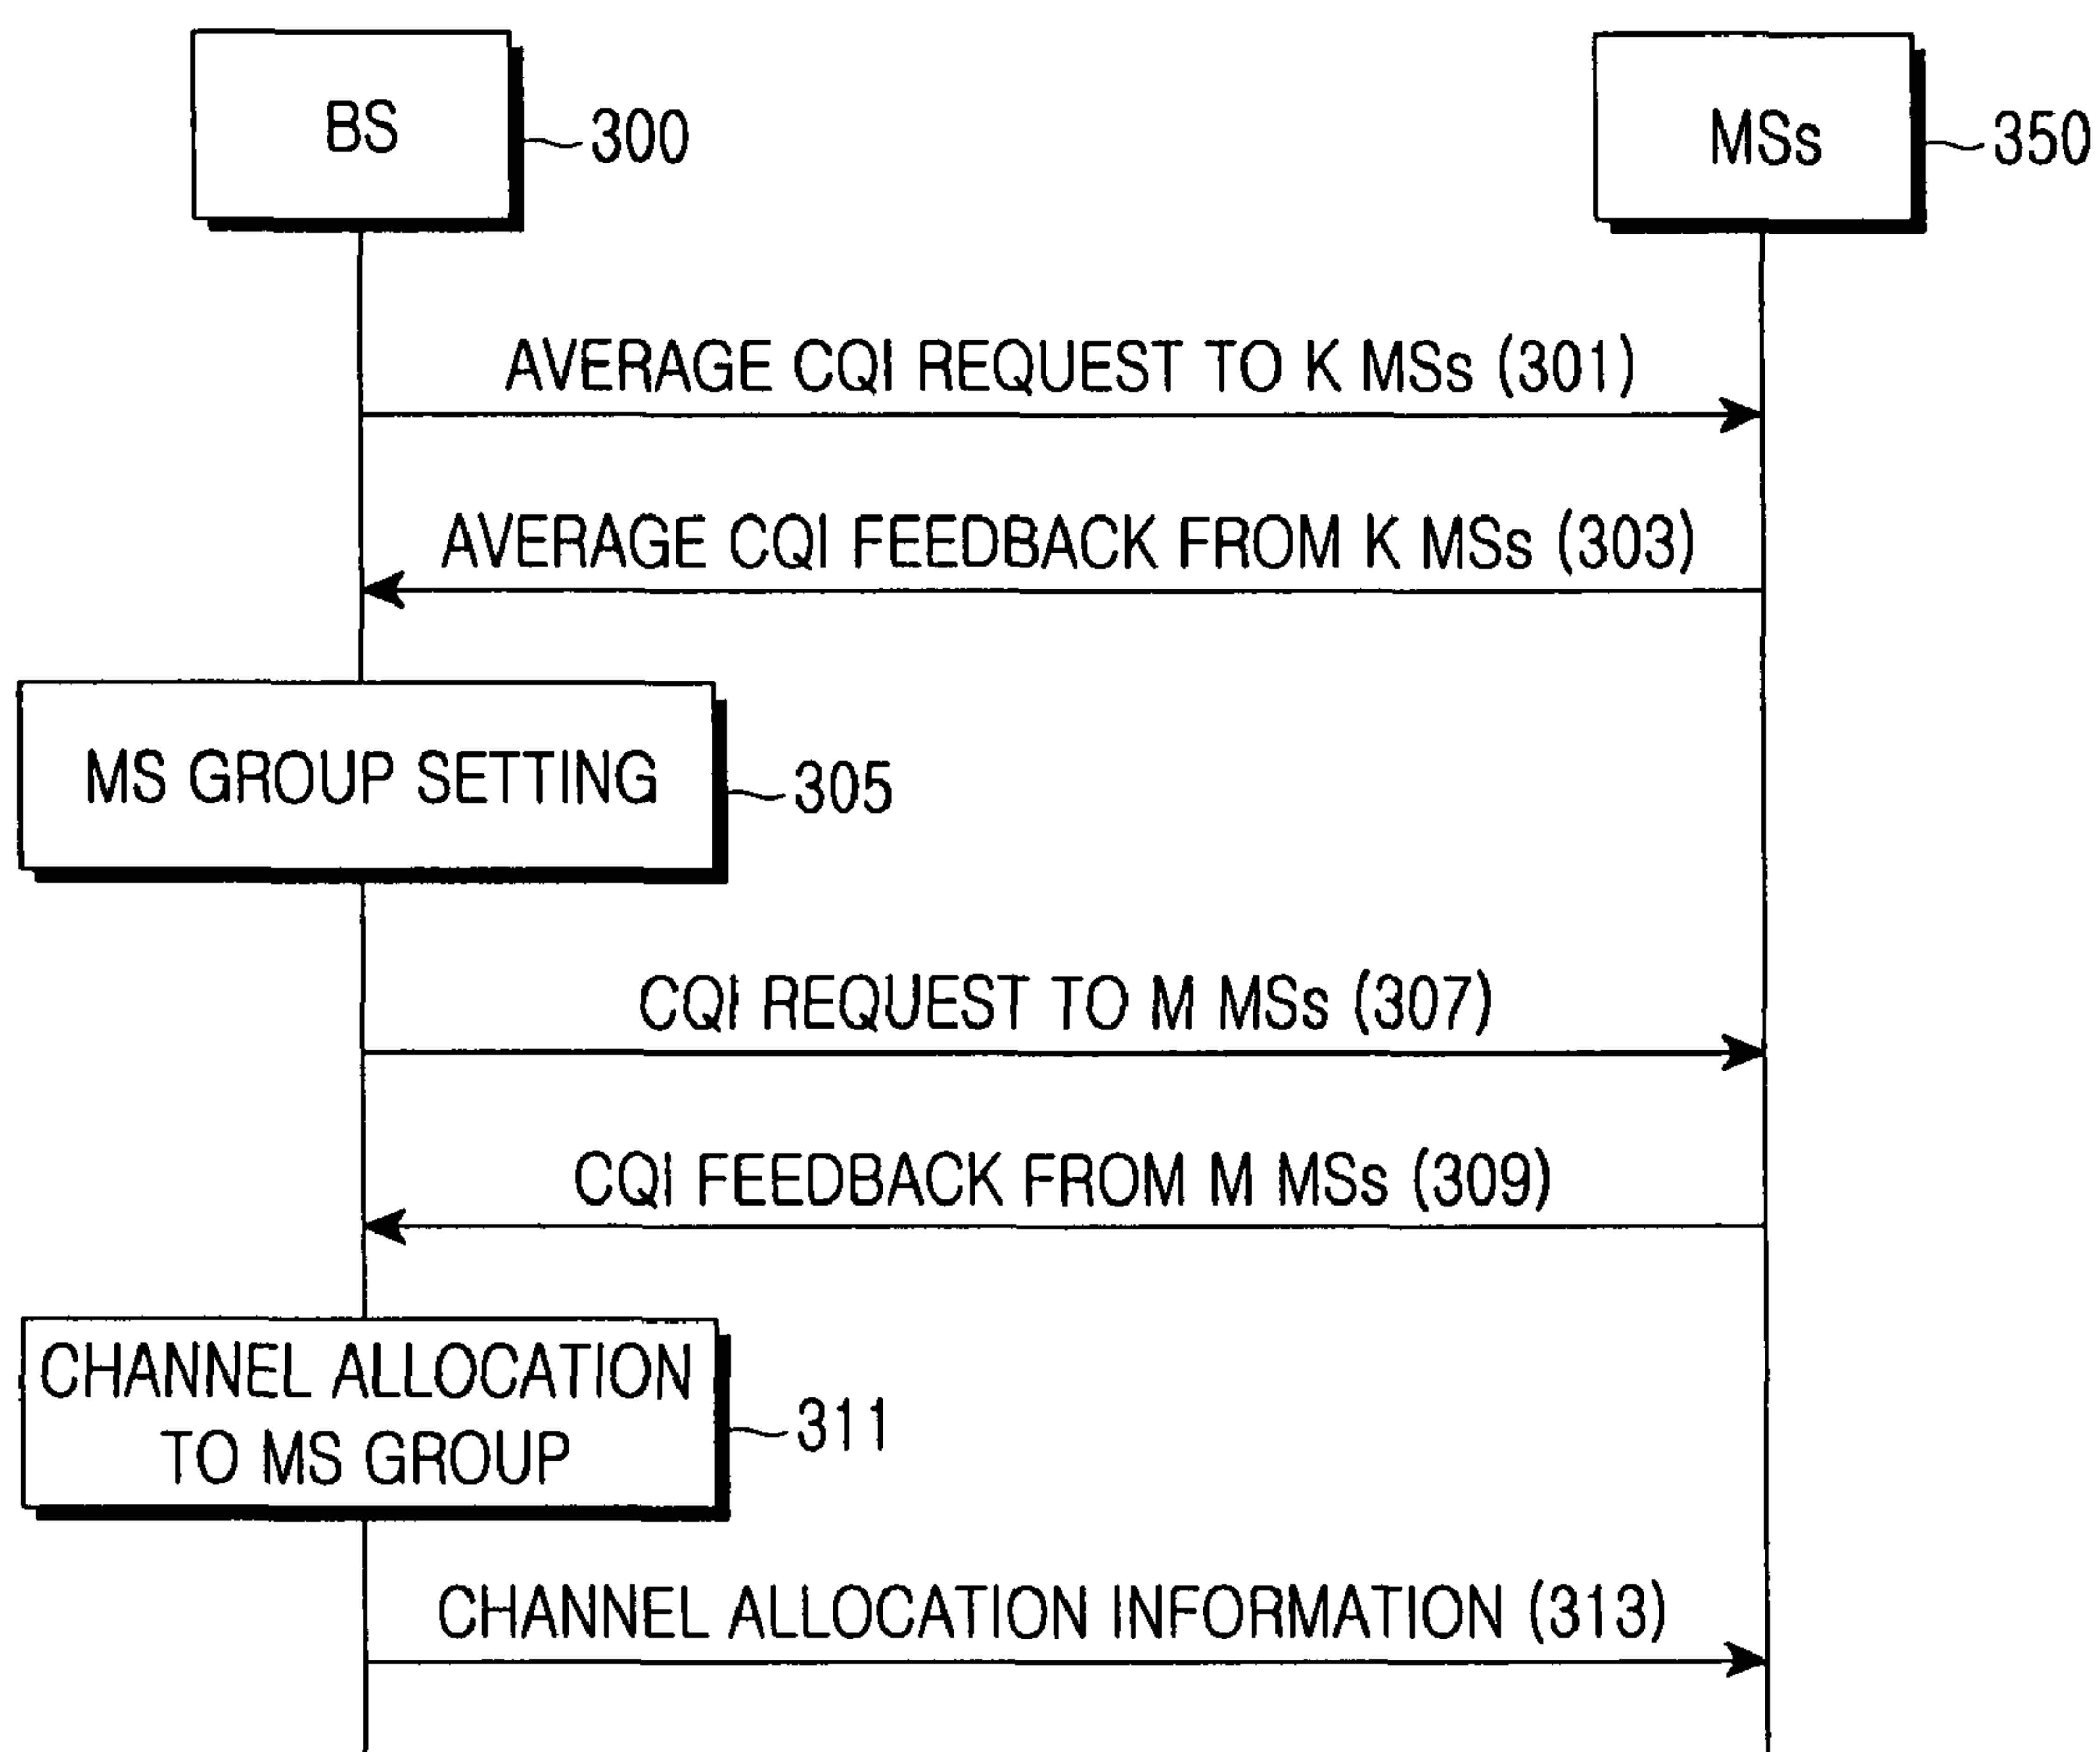 BS
300
MSs
350
AVERAGE CQI REQUEST TO K MSs (301)
AVERAGE CQI FEEDBACK FROM K MSs (303)
MS GROUP SETTING
305
CQI REQUEST TO M MSs (307)
CQI FEEDBACK FROM M MSs (309)
CHANNEL ALLOCATION
TO MS GROUP
311
CHANNEL ALLOCATION INFORMATION (313)